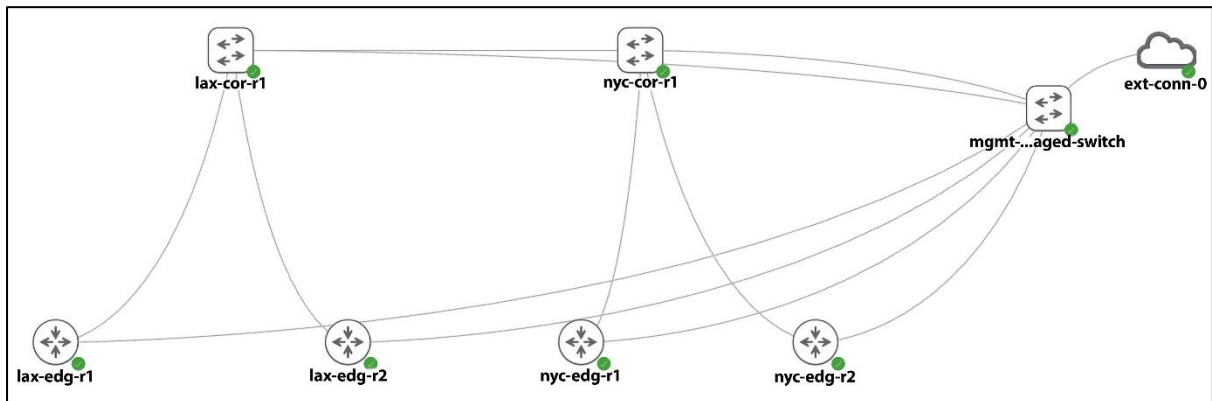 lax-cor-r1
nyc-cor-r1
ext-conn-0
mgmt-...aged-switch
lax-edg-r1
lax-edg-r2
nyc-edg-r1
nyc-edg-r2